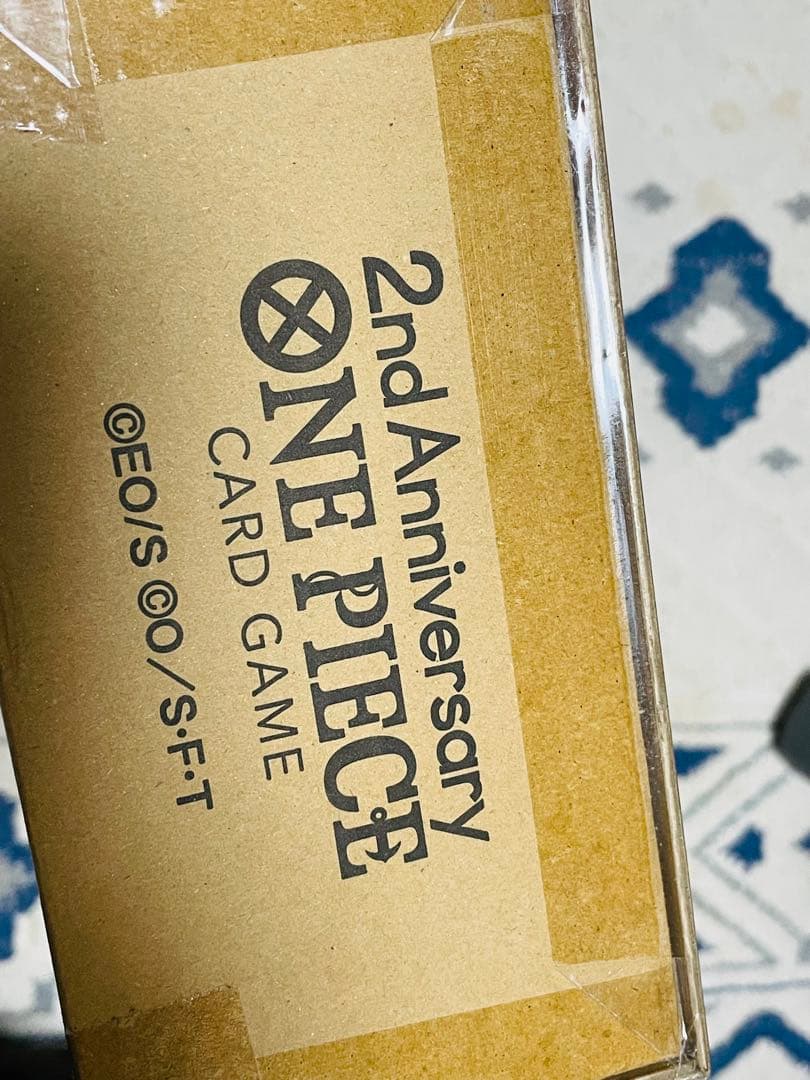 2nd Anniversary
ONE PIECE
CARD GAME
©EO/S ©O/S·F·T